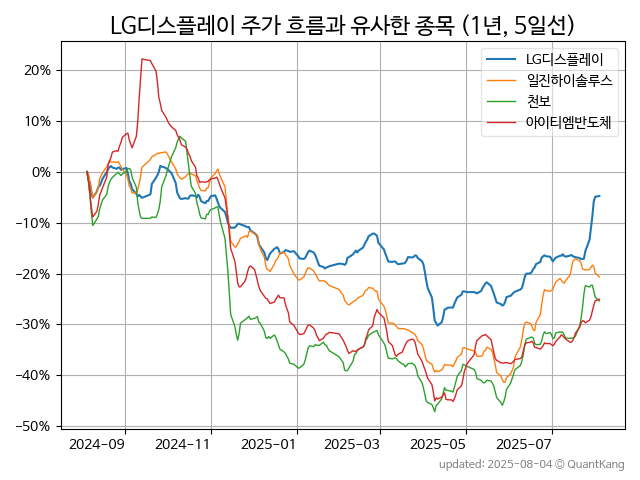 LG디스플레이 주가 흐름과 유사한 종목 (1년, 5일선)
LG디스플레이
일진하이솔루스
천보
아이티엠반도체
20%
10%
0%
−10%
−20%
−30%
−40%
−50%
2024-09
2024-11
2025-01
2025-03
2025-05
2025-07
updated: 2025-08-04 © QuantKang